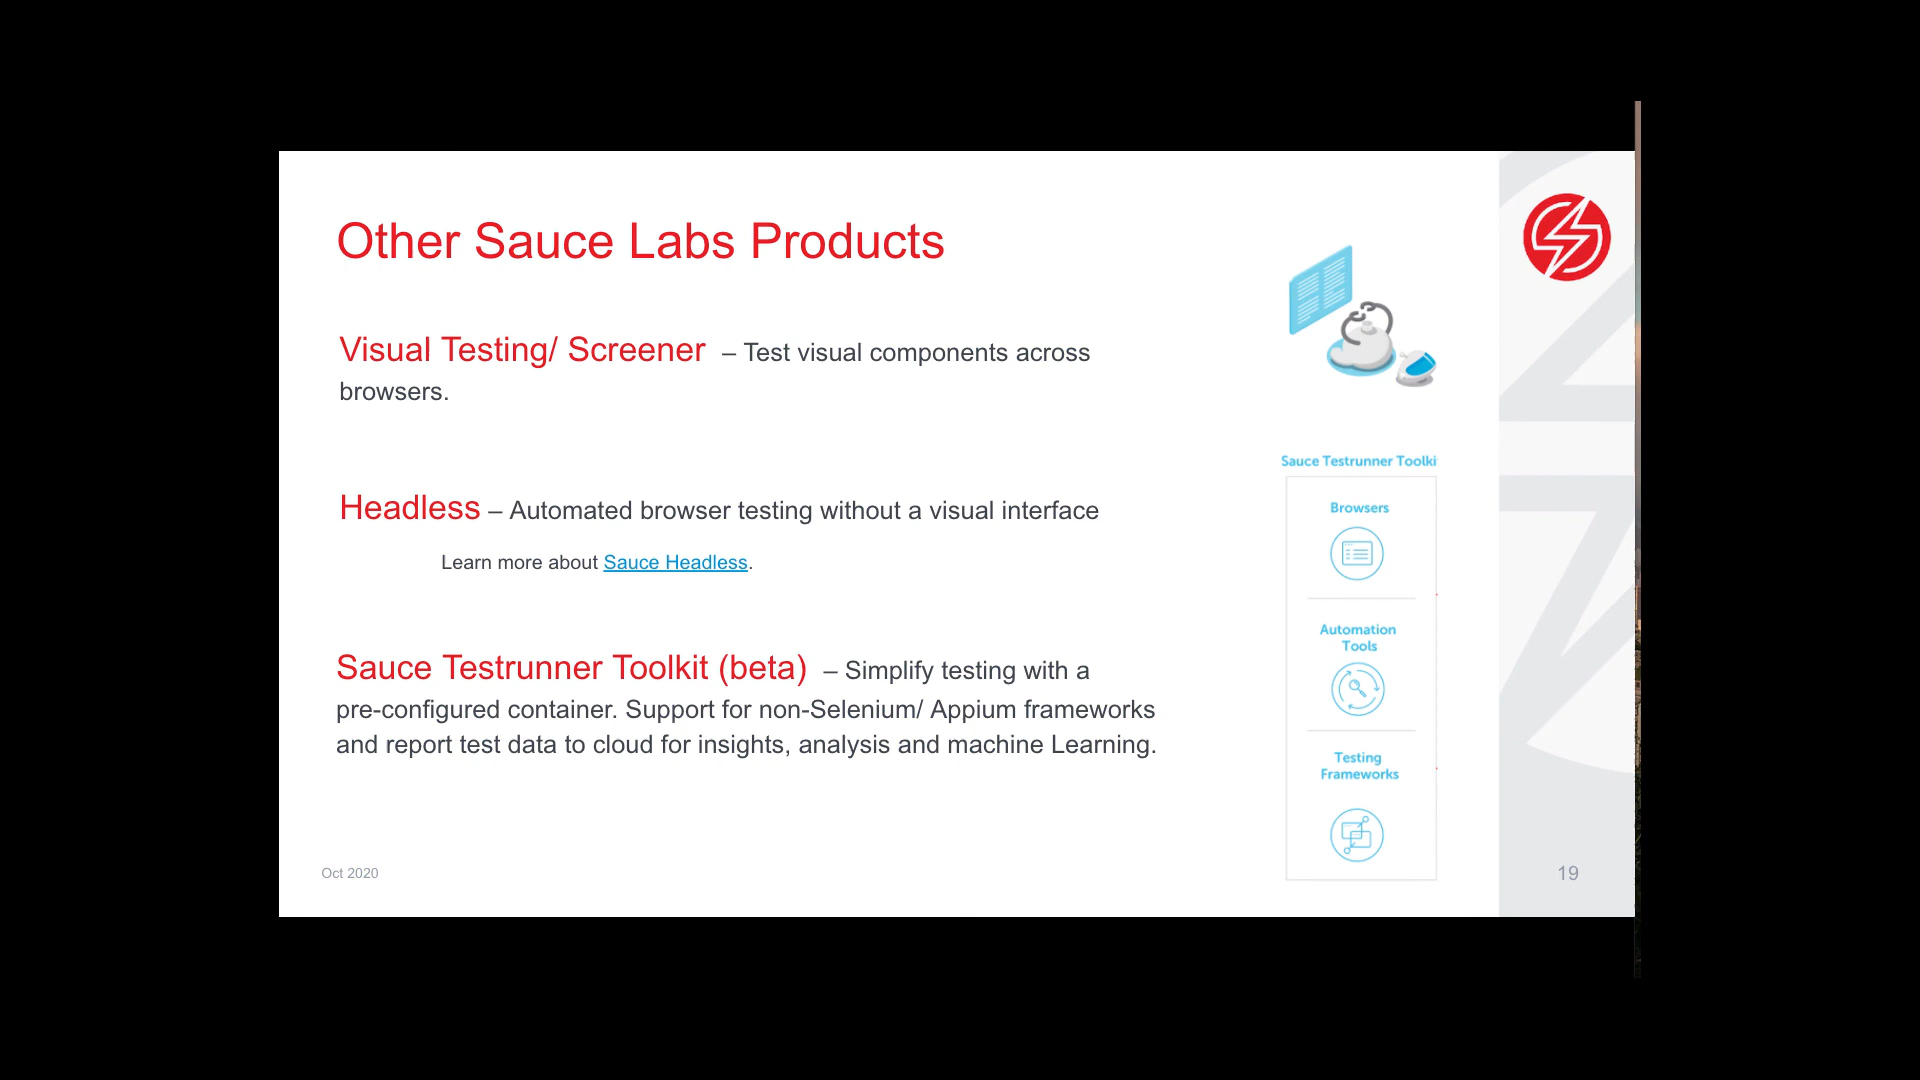 Other Sauce Labs Products
Visual Testing/ Screener – Test visual components across
browsers.
Headless – Automated browser testing without a visual interface
Learn more about Sauce Headless.
Sauce Testrunner Toolkit (beta) – Simplify testing with a
pre-configured container. Support for non-Selenium/ Appium frameworks
and report test data to cloud for insights, analysis and machine Learning.
Sauce Testrunner Toolki
Browsers
Automation
Tools
Testing
Frameworks
Oct 2020
19